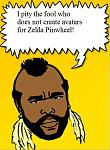 I pity the fool who
does not create avatars
for Zelda Pinwheel!